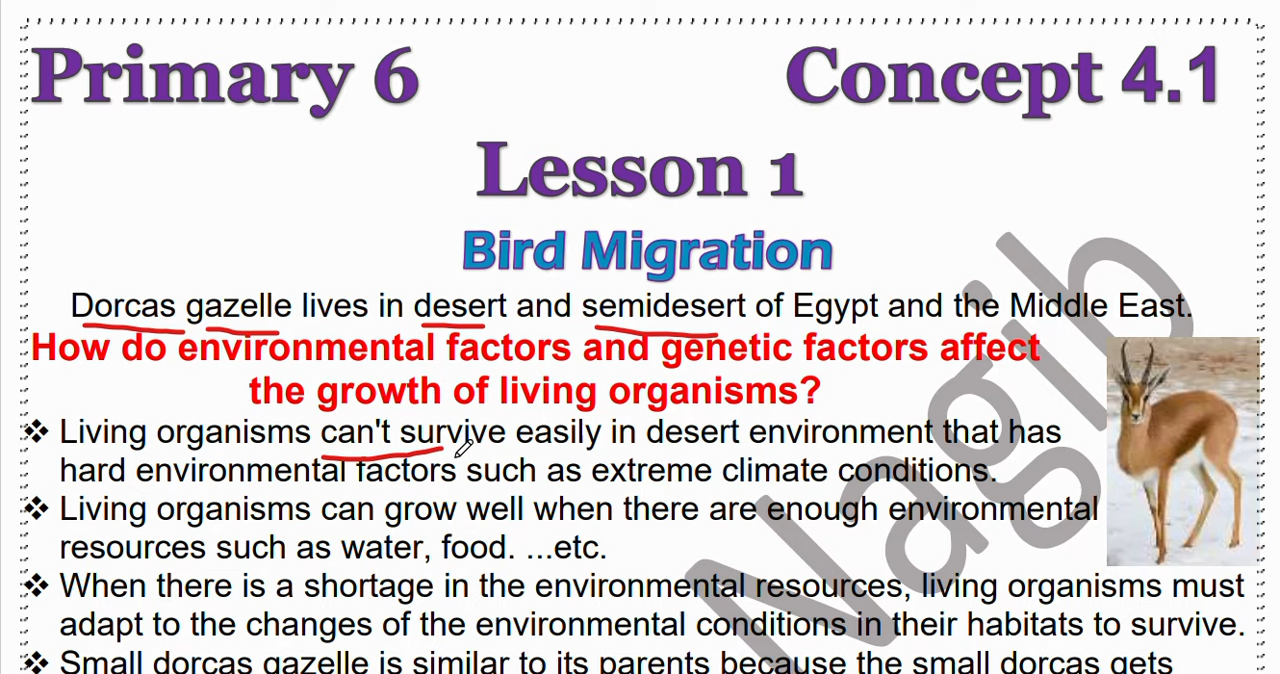 Primary 6 Concept 4.1
Lesson 1
Bird Migration
Dorcas gazelle lives in desert and semidesert of Egypt and the Middle East.
How do environmental factors and genetic factors affect
the growth of living organisms?
❖ Living organisms can't survive easily in desert environment that has
hard environmental factors such as extreme climate conditions.
❖ Living organisms can grow well when there are enough environmental
resources such as water, food. ...etc.
❖ When there is a shortage in the environmental resources, living organisms must
adapt to the changes of the environmental conditions in their habitats to survive.
❖ Small dorcas gazelle is similar to its parents because the small dorcas gets
Nagib